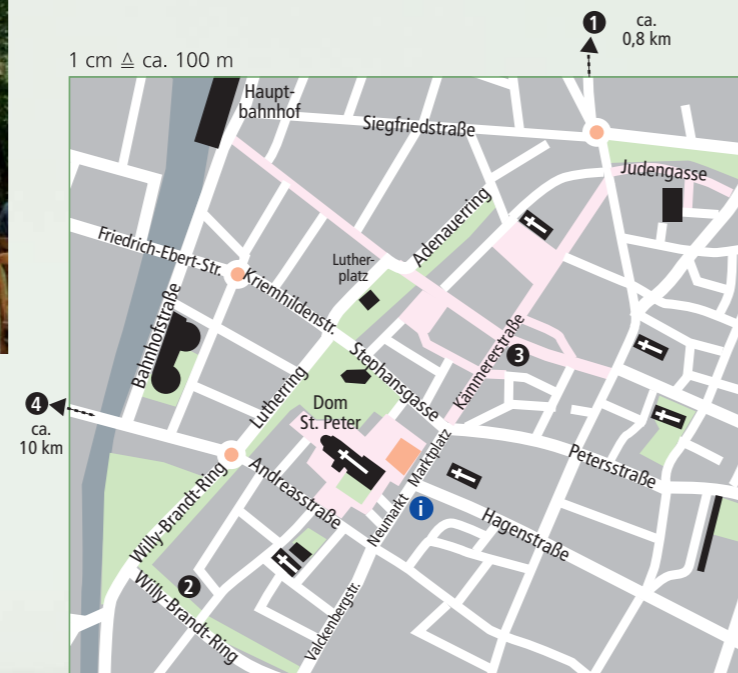 1
ca.
0,8 km
1 cm ≙ ca. 100 m
Haupt-
bahnhof
Siegfriedstraße
Judengasse
Adenauerring
Friedrich-Ebert-Str.
Luther-
platz
Kriemhildenstr.
Bahnhofstraße
Stephansgasse
Kämmererstraße
3
Lutherring
4
ca.
10 km
Dom
St. Peter
Marktplatz
Petersstraße
Andreasstraße
Willy-Brandt-Ring
Neumarkt
i
Hagenstraße
2
Willy-Brandt-Ring
Valckenbergstr.